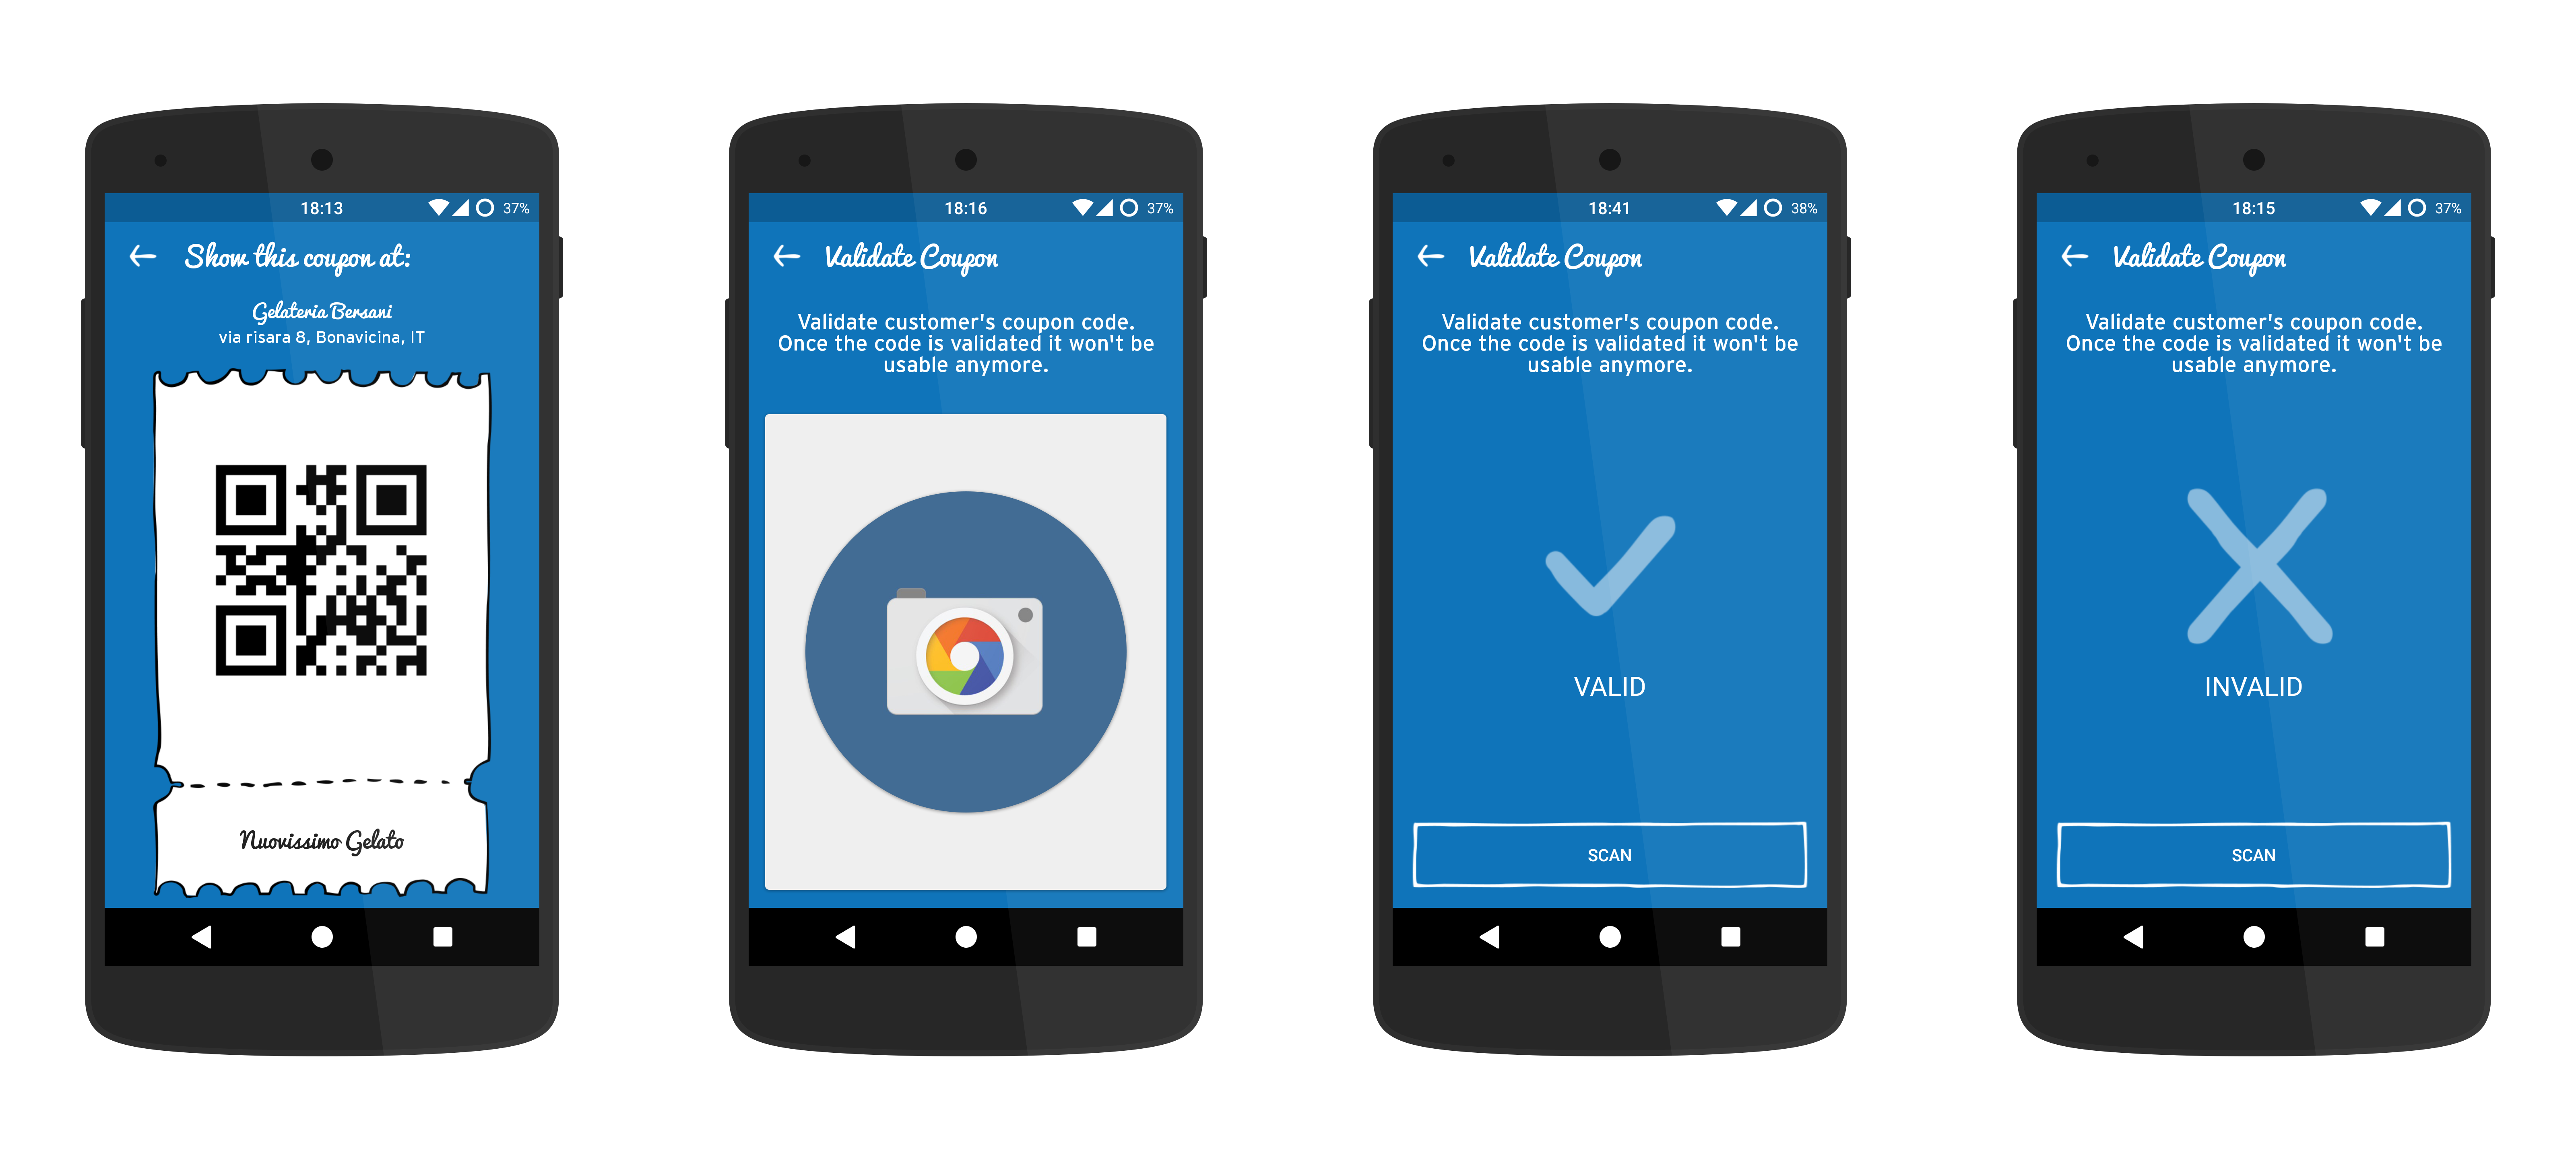 18:13
37%
Show this coupon at:
Gelateria Bersani
via risara 8, Bonavicina, IT
Nuovissimo Gelato
18:16
37%
Validate Coupon
Validate customer's coupon code.
Once the code is validated it won't be
usable anymore.
18:41
38%
Validate Coupon
Validate customer's coupon code.
Once the code is validated it won't be
usable anymore.
VALID
SCAN
18:15
37%
Validate Coupon
Validate customer's coupon code.
Once the code is validated it won't be
usable anymore.
INVALID
SCAN